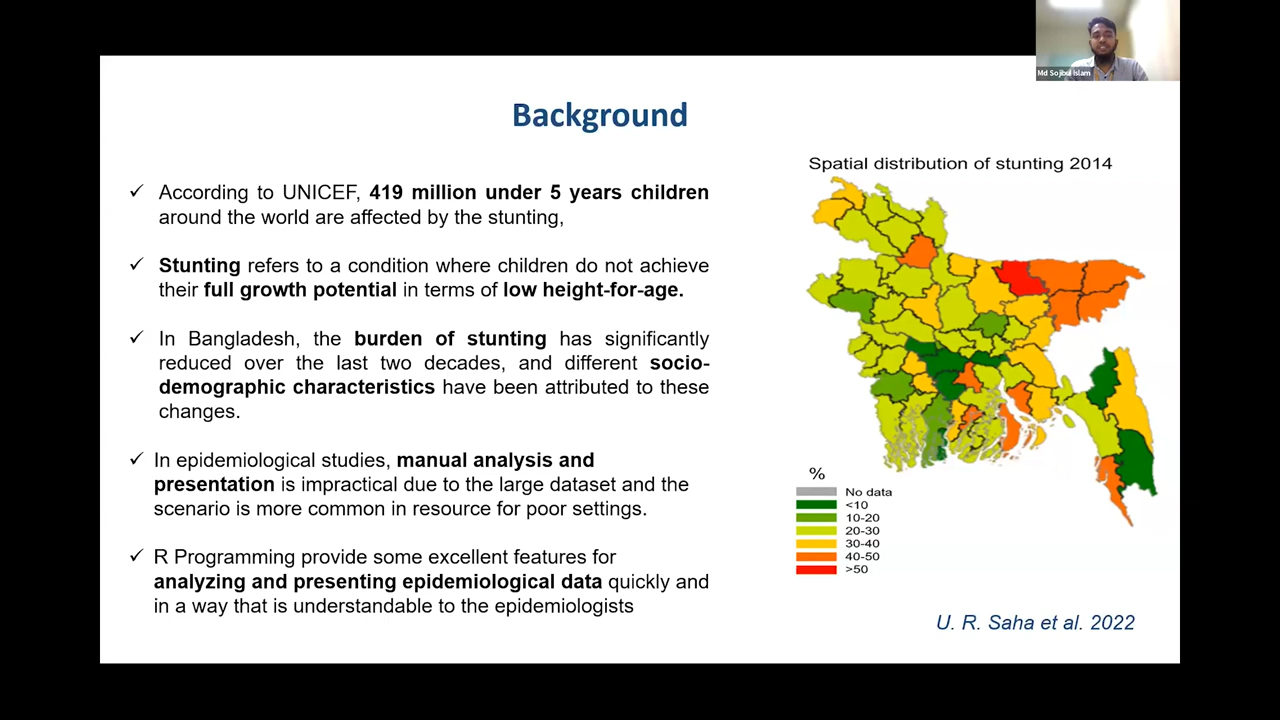 Md Sojibul Islam
Background
✓ According to UNICEF, 419 million under 5 years children
around the world are affected by the stunting,
✓ Stunting refers to a condition where children do not achieve
their full growth potential in terms of low height-for-age.
✓ In Bangladesh, the burden of stunting has significantly
reduced over the last two decades, and different socio-
demographic characteristics have been attributed to these
changes.
✓ In epidemiological studies, manual analysis and
presentation is impractical due to the large dataset and the
scenario is more common in resource for poor settings.
✓ R Programming provide some excellent features for
analyzing and presenting epidemiological data quickly and
in a way that is understandable to the epidemiologists
Spatial distribution of stunting 2014
%
No data
<10
10-20
20-30
30-40
40-50
>50
U. R. Saha et al. 2022